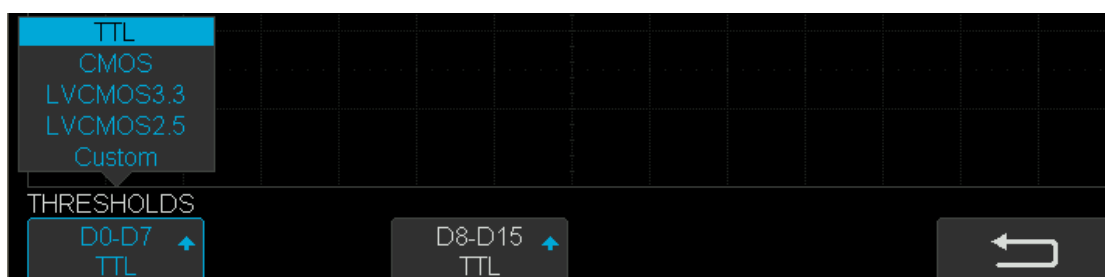 TTL
CMOS
LVCMOS3.3
LVCMOS2.5
Custom
THRESHOLDS
D0-D7
TTL
D8-D15
TTL